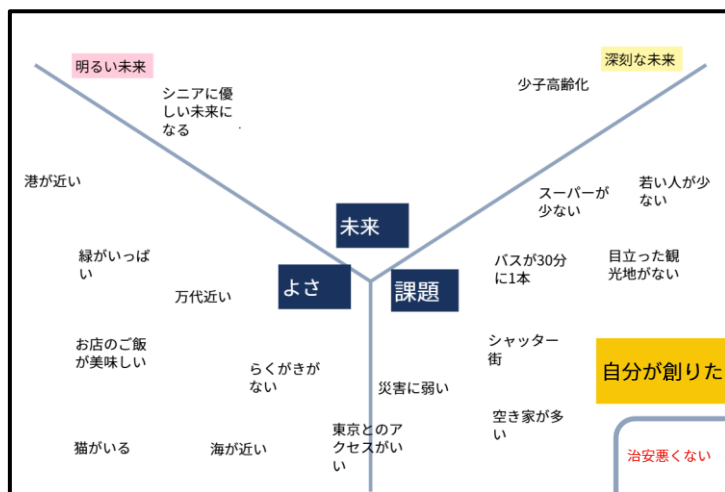 明るい未来
深刻な未来
シニアに優
しい未来に
なる
少子高齢化
港が近い
スーパーが
少ない
若い人が少
ない
未来
緑がいっぱ
い
よさ
課題
バスが30分
に1本
目立った観
光地がない
万代近い
お店のご飯
が美味しい
らくがきが
ない
災害に弱い
シャッター
街
自分が創りた
猫がいる
海が近い
東京とのア
クセスがい
い
空き家が多
い
治安悪くない